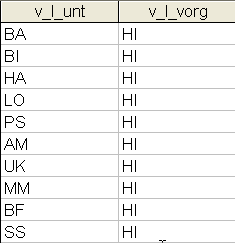 v_l_unt v_l_vorg
BA HI
BI HI
HA HI
LO HI
PS HI
AM HI
UK HI
MM HI
BF HI
SS HI